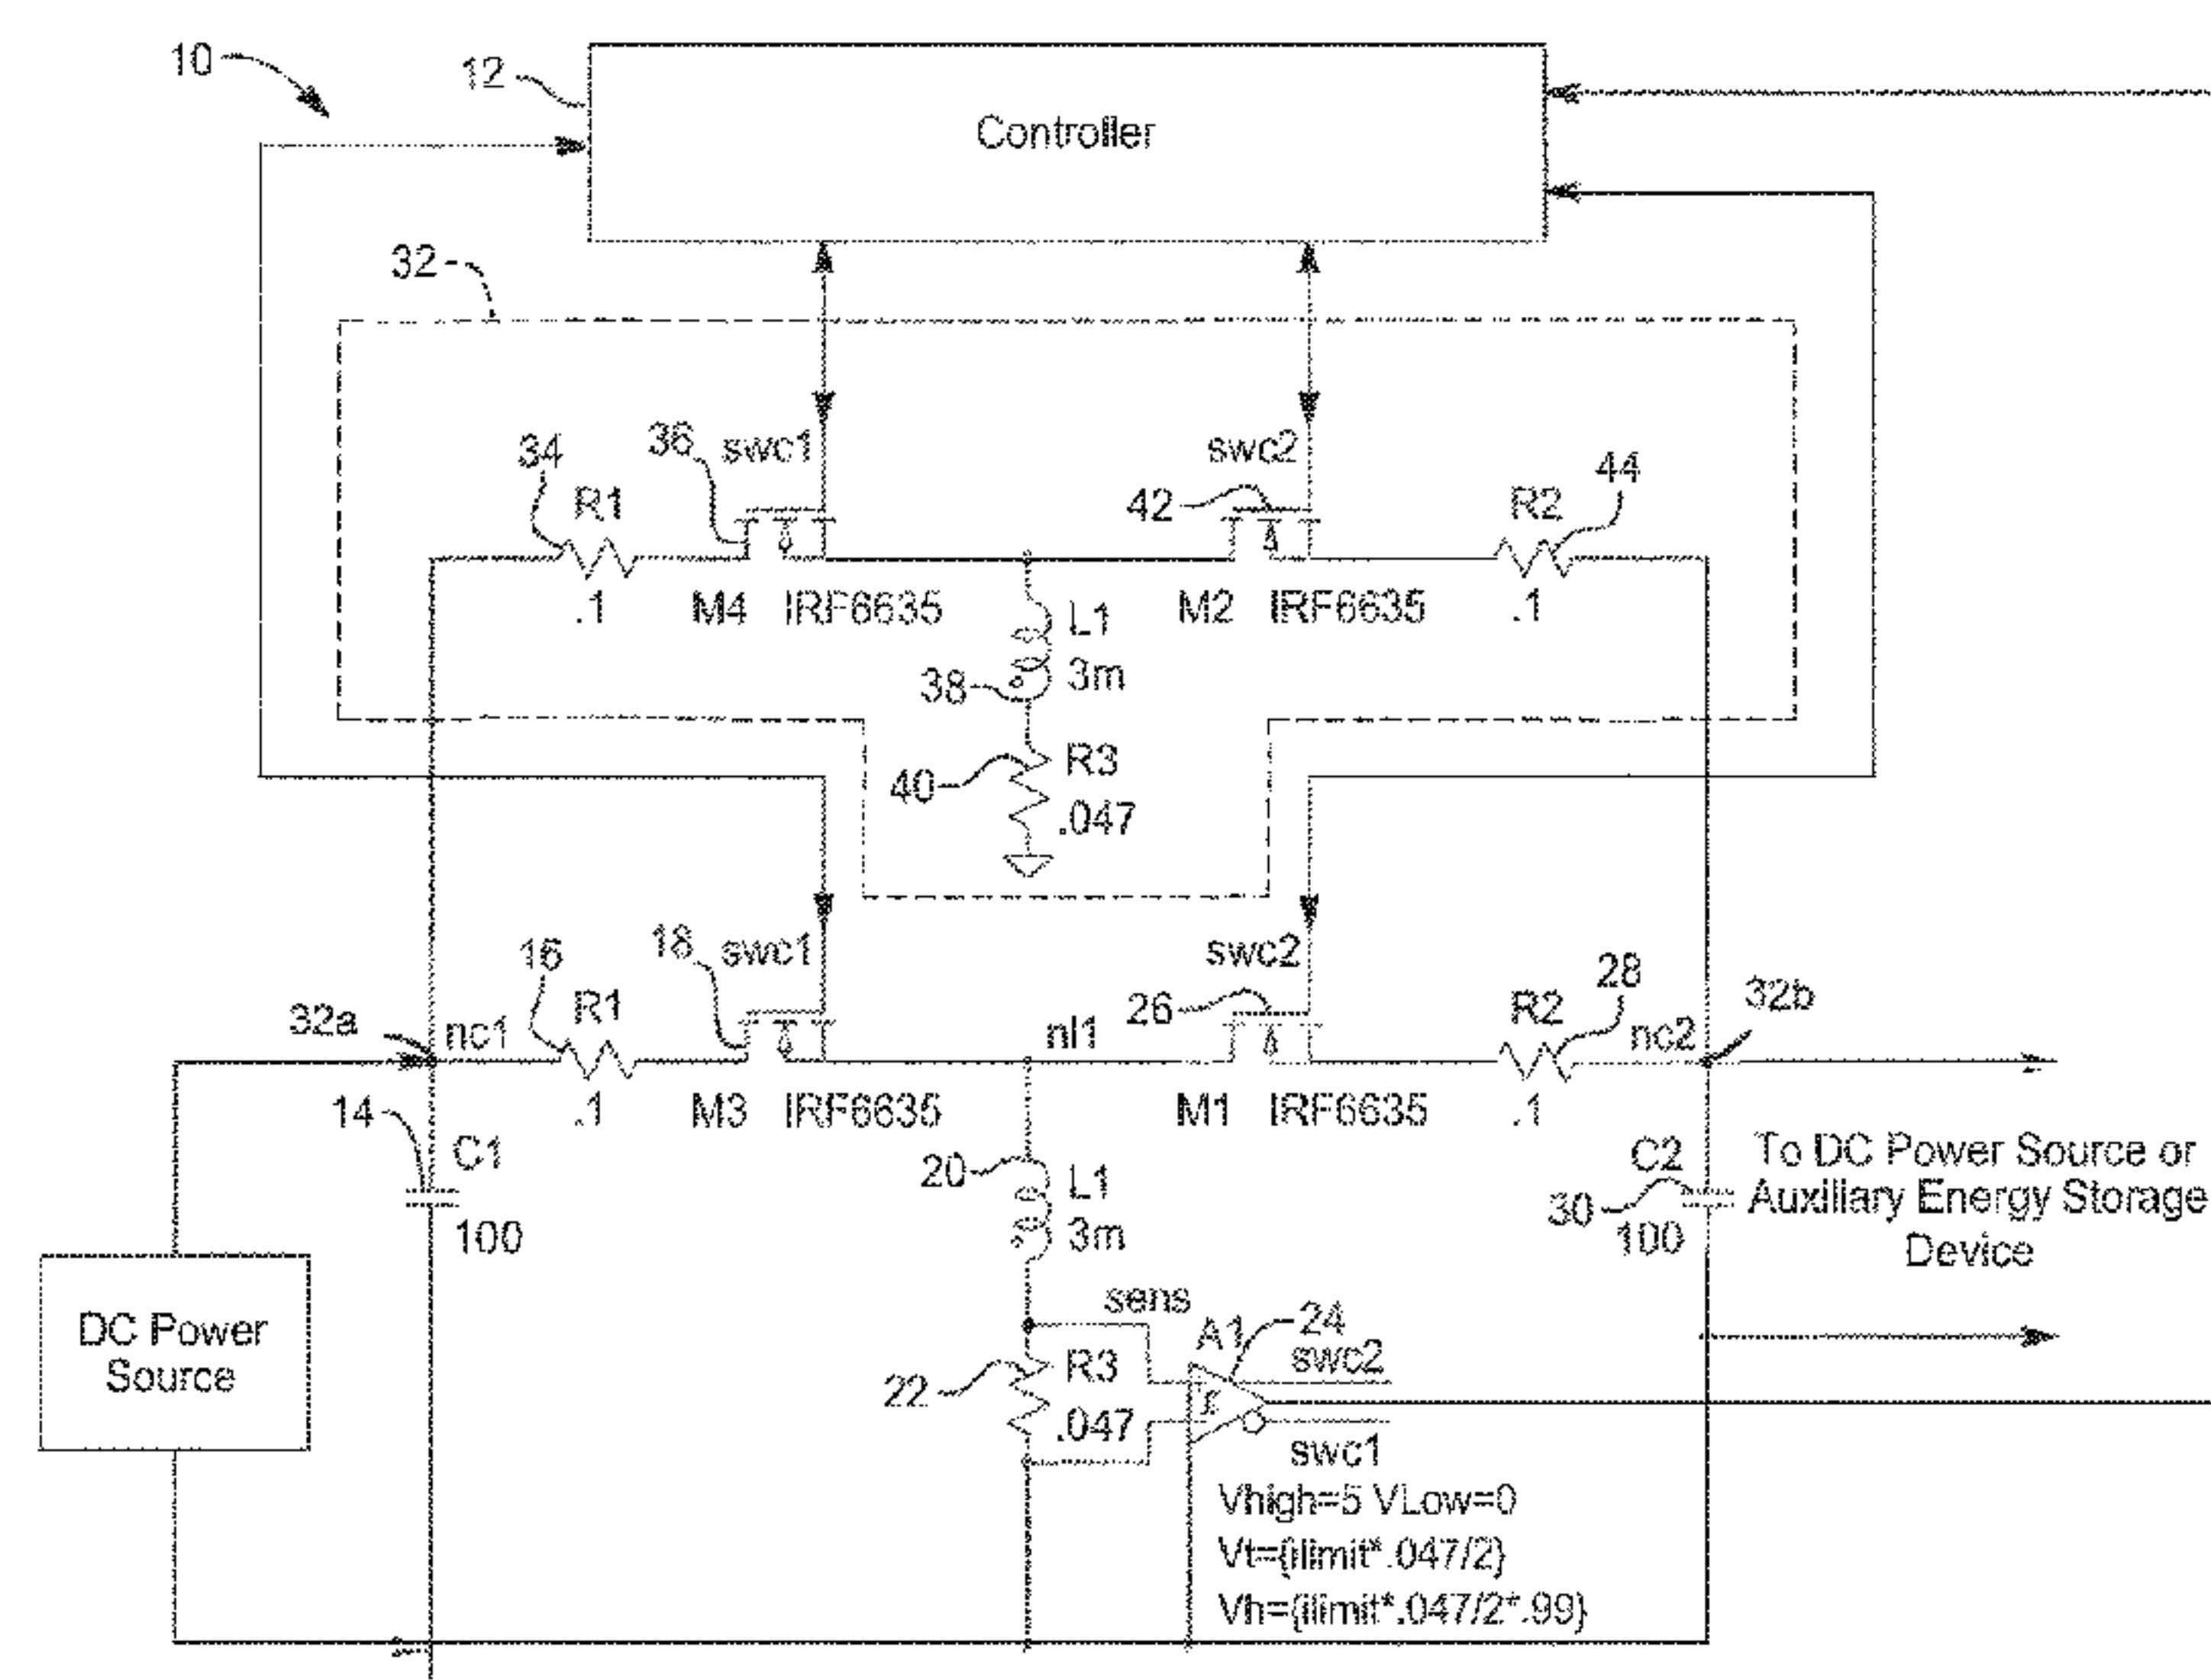 10
12
Controller
32
34
R1
.1
36
swc1
M4
IRF6635
swc2
42
M2
IRF6635
44
R2
.1
L1
3m
38
R3
.047
40
32a
nc1
16
R1
.1
18
swc1
M3
IRF6635
nl1
swc2
26
M1
IRF6635
28
R2
.1
nc2
32b
14
C1
100
20
L1
3m
C2
30
100
To DC Power Source or
Auxiliary Energy Storage
Device
DC Power
Source
sens
A1
24
swc2
22
R3
.047
swc1
Vhigh=5 VLow=0
Vt={ilimit*.047/2}
Vh={ilimit*.047/2*.99}